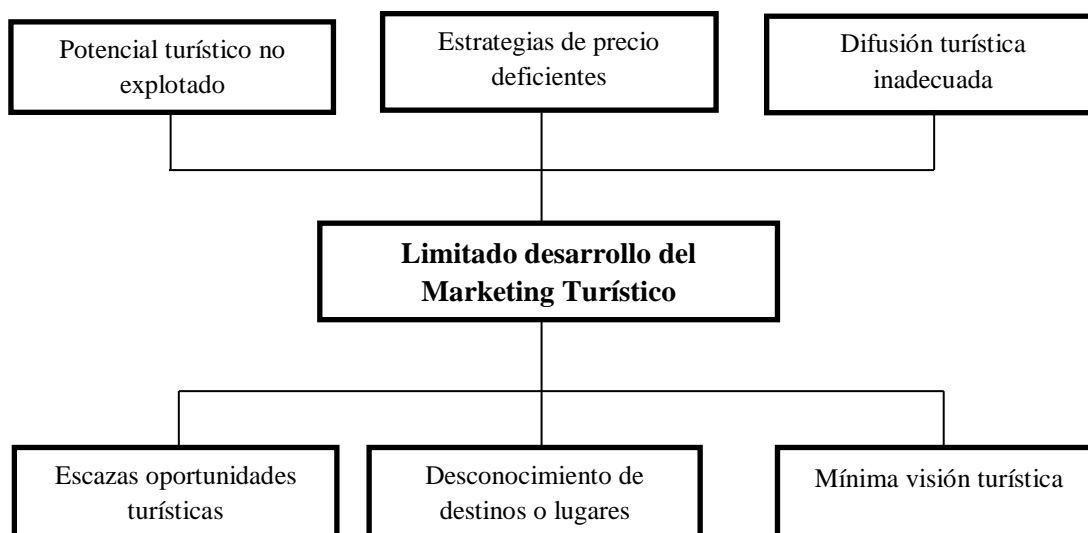 Potencial turístico no
explotado
Estrategias de precio
deficientes
Difusión turística
inadecuada
Limitado desarrollo del
Marketing Turístico
Escazas oportunidades
turísticas
Desconocimiento de
destinos o lugares
Mínima visión turística